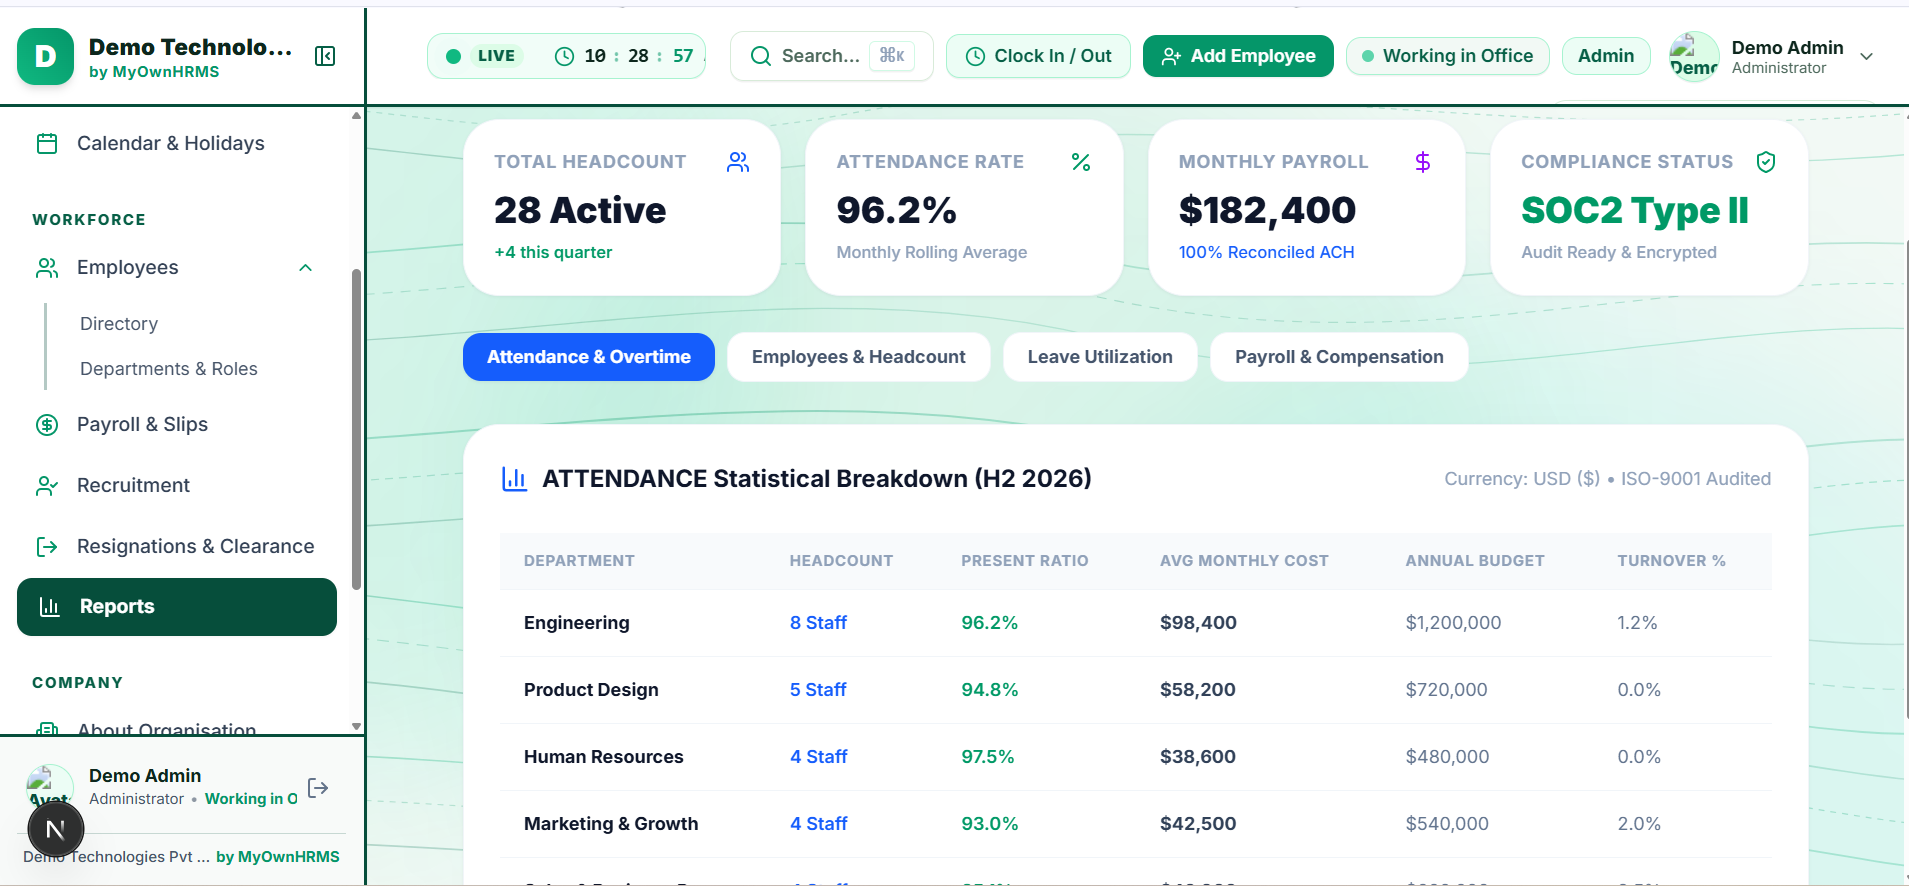 D
Demo Technolo...
by MyOwnHRMS
LIVE
10 : 28 : 57
Search...
⌘K
Clock In / Out
Add Employee
Working in Office
Admin
Demo
Demo Admin
Administrator
Calendar & Holidays
WORKFORCE
Employees
Directory
Departments & Roles
Payroll & Slips
Recruitment
Resignations & Clearance
Reports
COMPANY
About Organisation
Demo Admin
Administrator • Working in O
N
Demo Technologies Pvt ... by MyOwnHRMS
TOTAL HEADCOUNT
28 Active
+4 this quarter
ATTENDANCE RATE
%
96.2%
Monthly Rolling Average
MONTHLY PAYROLL
$
$182,400
100% Reconciled ACH
COMPLIANCE STATUS
SOC2 Type II
Audit Ready & Encrypted
Attendance & Overtime
Employees & Headcount
Leave Utilization
Payroll & Compensation
ATTENDANCE Statistical Breakdown (H2 2026)
Currency: USD ($) • ISO-9001 Audited
DEPARTMENT HEADCOUNT PRESENT RATIO AVG MONTHLY COST ANNUAL BUDGET TURNOVER %
Engineering 8 Staff 96.2% $98,400 $1,200,000 1.2%
Product Design 5 Staff 94.8% $58,200 $720,000 0.0%
Human Resources 4 Staff 97.5% $38,600 $480,000 0.0%
Marketing & Growth 4 Staff 93.0% $42,500 $540,000 2.0%